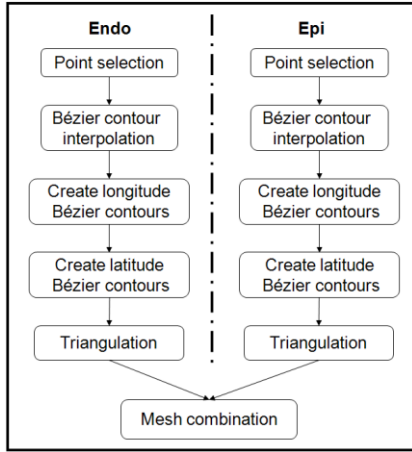 Endo
Point selection
Bézier contour
interpolation
Create longitude
Bézier contours
Create latitude
Bézier contours
Triangulation
Epi
Point selection
Bézier contour
interpolation
Create longitude
Bézier contours
Create latitude
Bézier contours
Triangulation
Mesh combination